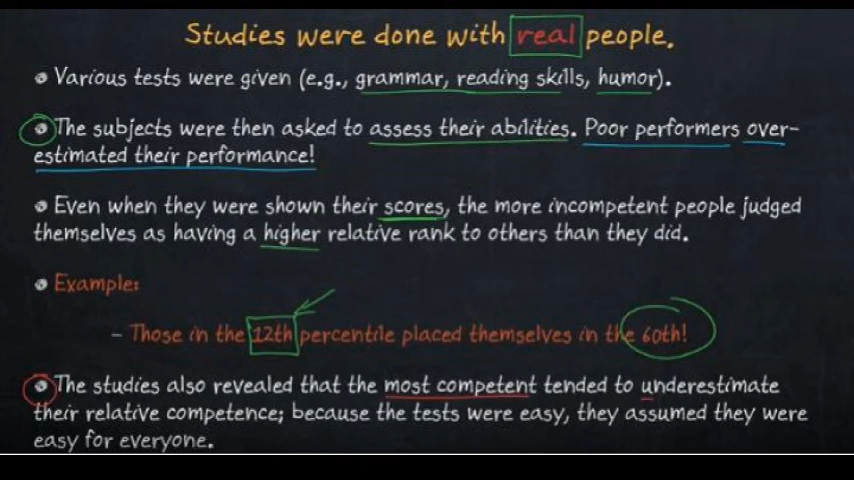 Studies were done with real people.
Various tests were given (e.g., grammar, reading skills, humor).
The subjects were then asked to assess their abilities. Poor performers over-
estimated their performance!
Even when they were shown their scores, the more incompetent people judged
themselves as having a higher relative rank to others than they did.
Example:
– Those in the 12th percentile placed themselves in the 60th!
The studies also revealed that the most competent tended to underestimate
their relative competence; because the tests were easy, they assumed they were
easy for everyone.